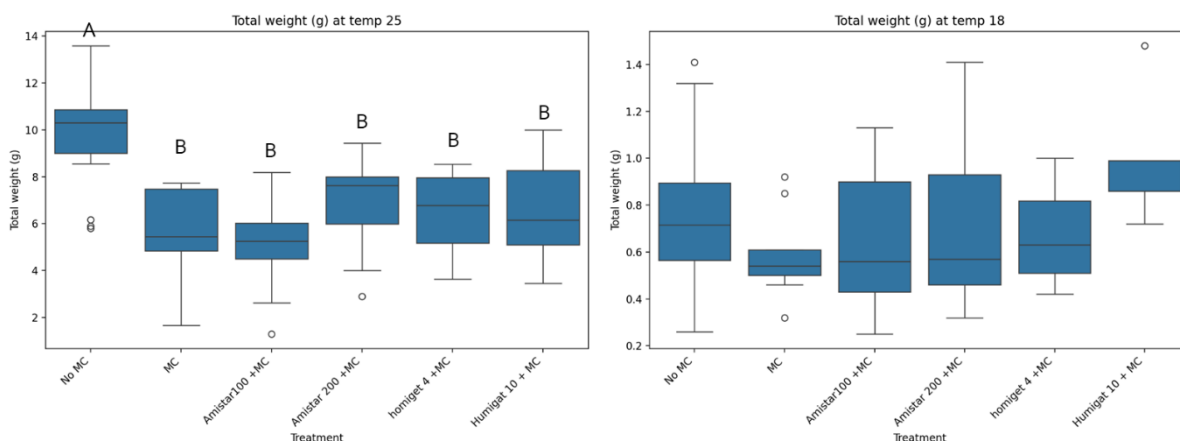 Total weight (g) at temp 25
A
B
B
B
B
B
14
12
10
8
6
4
2
Total weight (g)
No MC
MC
Amistar100 +MC
Amistar 200 +MC
homiget 4 +MC
Humigat 10 + MC
Treatment
Total weight (g) at temp 18
1.4
1.2
1.0
0.8
0.6
0.4
0.2
Total weight (g)
No MC
MC
Amistar100 +MC
Amistar 200 +MC
homiget 4 +MC
Humigat 10 + MC
Treatment